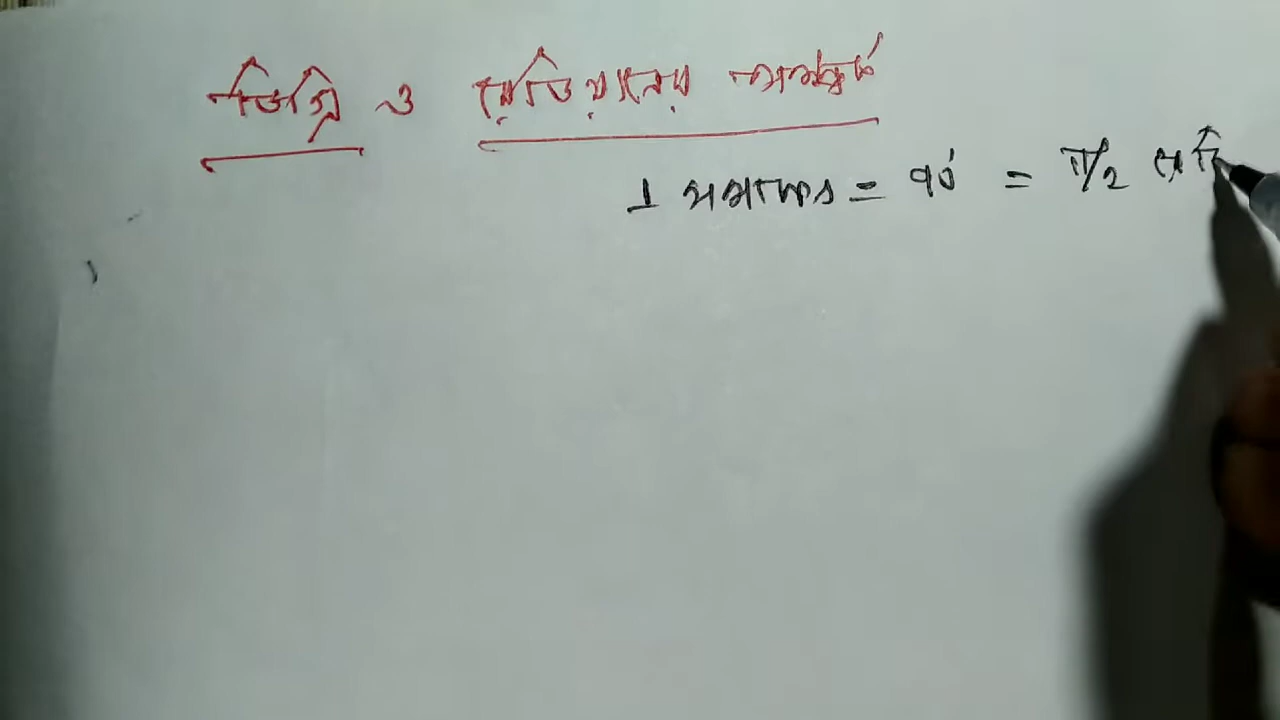 ডিগ্রি ও রেডিয়ানের সম্পর্ক
1 সমকোণ = 90° = π/2 রেডি